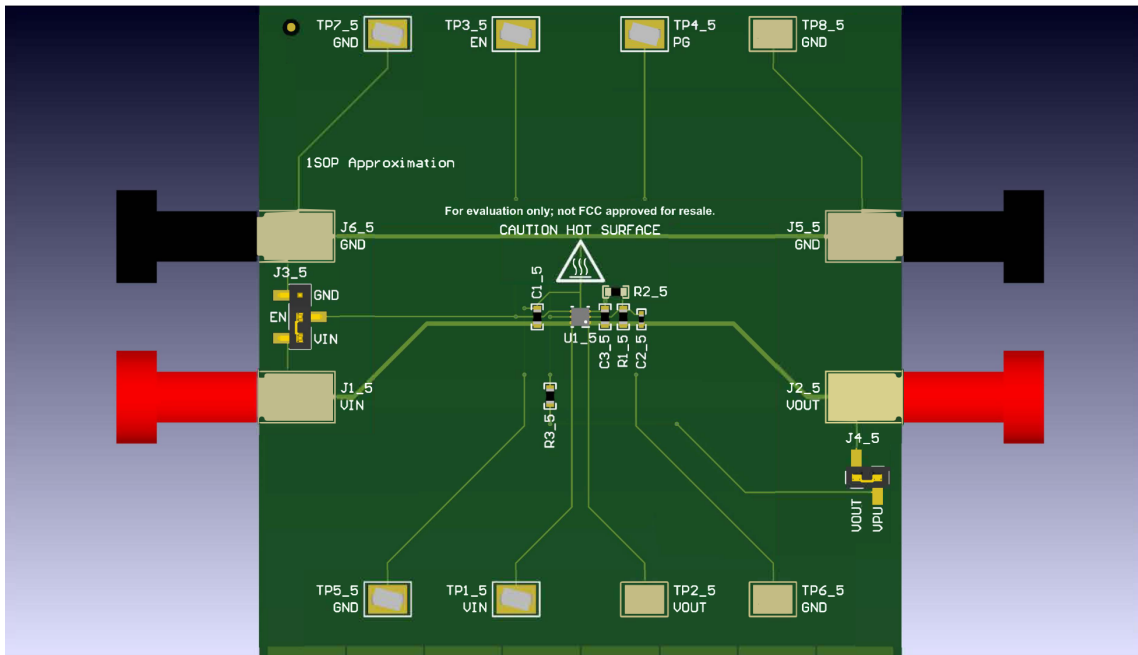 TP7_5
GND
TP3_5
EN
TP4_5
PG
TP8_5
GND
1SOP Approximation
For evaluation only; not FCC approved for resale.
CAUTION HOT SURFACE
J6_5
GND
J5_5
GND
J3_5
GND
EN
VIN
C1_5
R2_5
U1_5
C3_5
R1_5
C2_5
J1_5
VIN
J2_5
VOUT
R3_5
J4_5
VOUT
VPU
TP5_5
GND
TP1_5
VIN
TP2_5
VOUT
TP6_5
GND